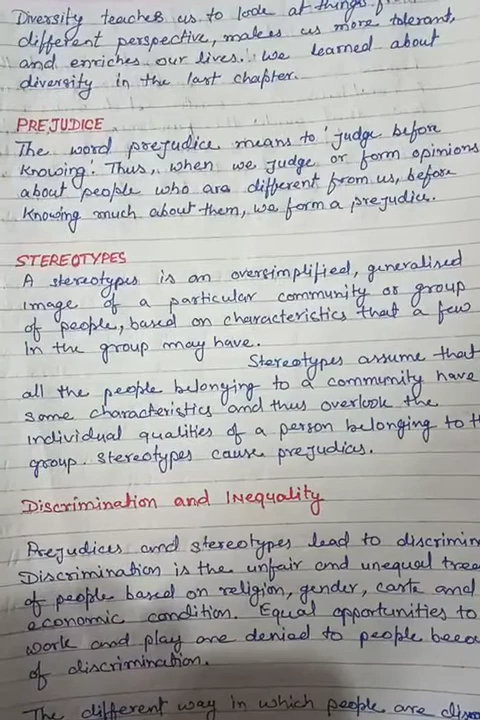 Diversity teaches us to look at things
different perspective, makes us more tolerant,
and enriches our lives. We learned about
diversity in the last chapter.
PREJUDICE
The word prejudice means to 'judge before
knowing'. Thus, when we judge or form opinions
about people who are different from us, before
knowing much about them, we form a prejudice.
STEREOTYPES
A stereotypes is an oversimplified, generalised
image of a particular community or group
of people, based on characteristics that a few
in the group may have.
Stereotypes assume that
all the people belonging to a community have
same characteristics and thus overlook the
individual qualities of a person belonging to th
group. Stereotypes cause prejudices.
Discrimination and INequality
Prejudices and stereotypes lead to discrimin
Discrimination is the unfair and unequal trea
of people based on religion, gender, caste and
economic condition. Equal opportunities to
work and play are denied to people beca
of discrimination.
The different way in which people are disc